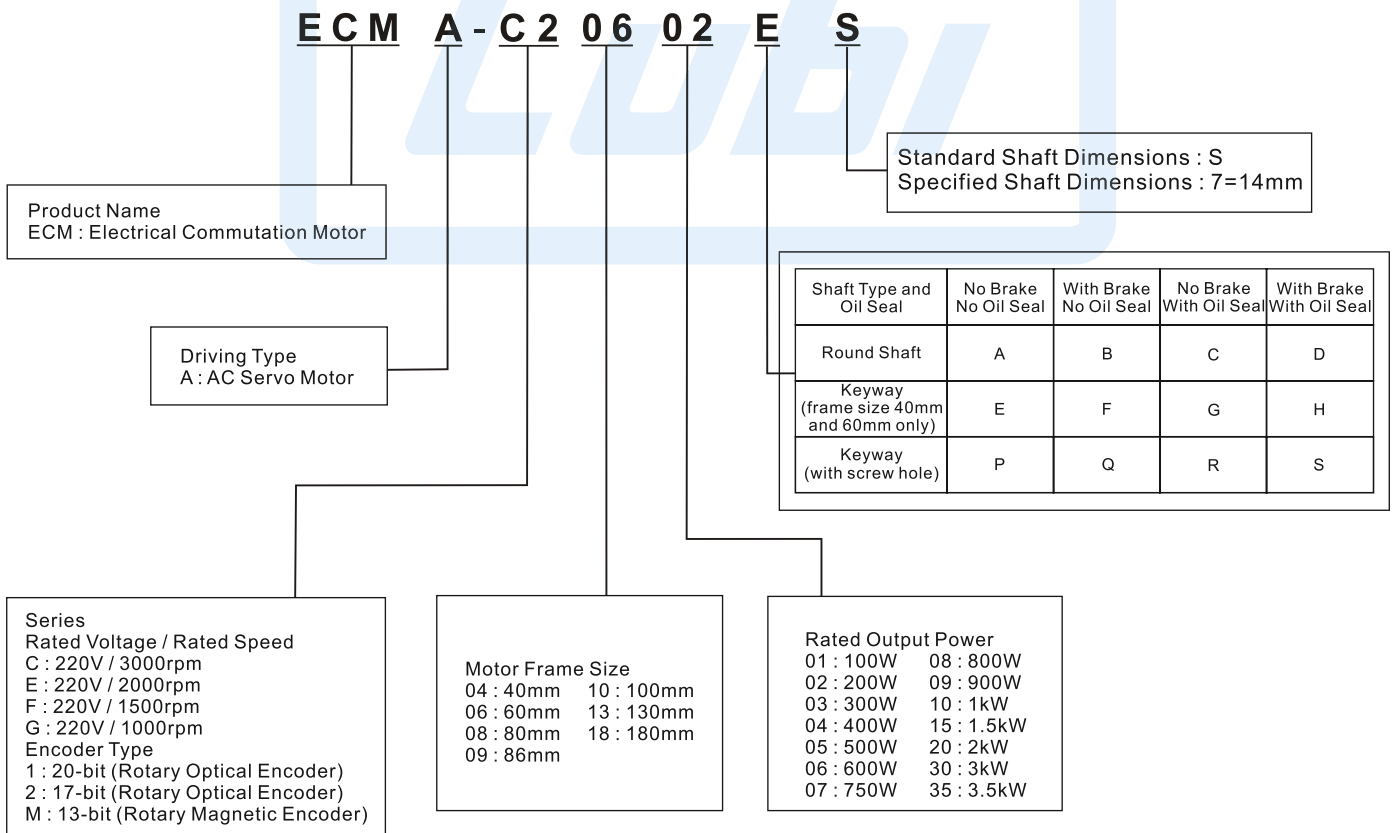 ECM A-C2 06 02 E S
Standard Shaft Dimensions : S
Specified Shaft Dimensions : 7=14mm
Product Name
ECM : Electrical Commutation Motor
Shaft Type and Oil Seal No Brake No Oil Seal With Brake No Oil Seal No Brake With Oil Seal With Brake With Oil Seal
Round Shaft A B C D
Keyway (frame size 40mm and 60mm only) E F G H
Keyway (with screw hole) P Q R S
Driving Type
A : AC Servo Motor
Series
Rated Voltage / Rated Speed
C : 220V / 3000rpm
E : 220V / 2000rpm
F : 220V / 1500rpm
G : 220V / 1000rpm
Encoder Type
1 : 20-bit (Rotary Optical Encoder)
2 : 17-bit (Rotary Optical Encoder)
M : 13-bit (Rotary Magnetic Encoder)
Motor Frame Size
04 : 40mm 10 : 100mm
06 : 60mm 13 : 130mm
08 : 80mm 18 : 180mm
09 : 86mm
Rated Output Power
01 : 100W 08 : 800W
02 : 200W 09 : 900W
03 : 300W 10 : 1kW
04 : 400W 15 : 1.5kW
05 : 500W 20 : 2kW
06 : 600W 30 : 3kW
07 : 750W 35 : 3.5kW